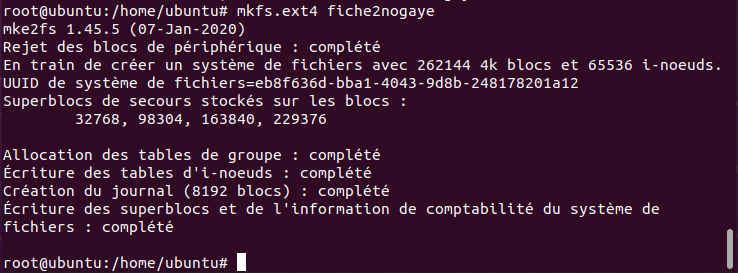 root@ubuntu:/home/ubuntu# mkfs.ext4 fiche2nogaye
mke2fs 1.45.5 (07-Jan-2020)
Rejet des blocs de périphérique : complété
En train de créer un système de fichiers avec 262144 4k blocs et 65536 i-noeuds.
UUID de système de fichiers=eb8f636d-bba1-4043-9d8b-248178201a12
Superblocs de secours stockés sur les blocs :
        32768, 98304, 163840, 229376

Allocation des tables de groupe : complété
Écriture des tables d'i-noeuds : complété
Création du journal (8192 blocs) : complété
Écriture des superblocs et de l'information de comptabilité du système de
fichiers : complété

root@ubuntu:/home/ubuntu#